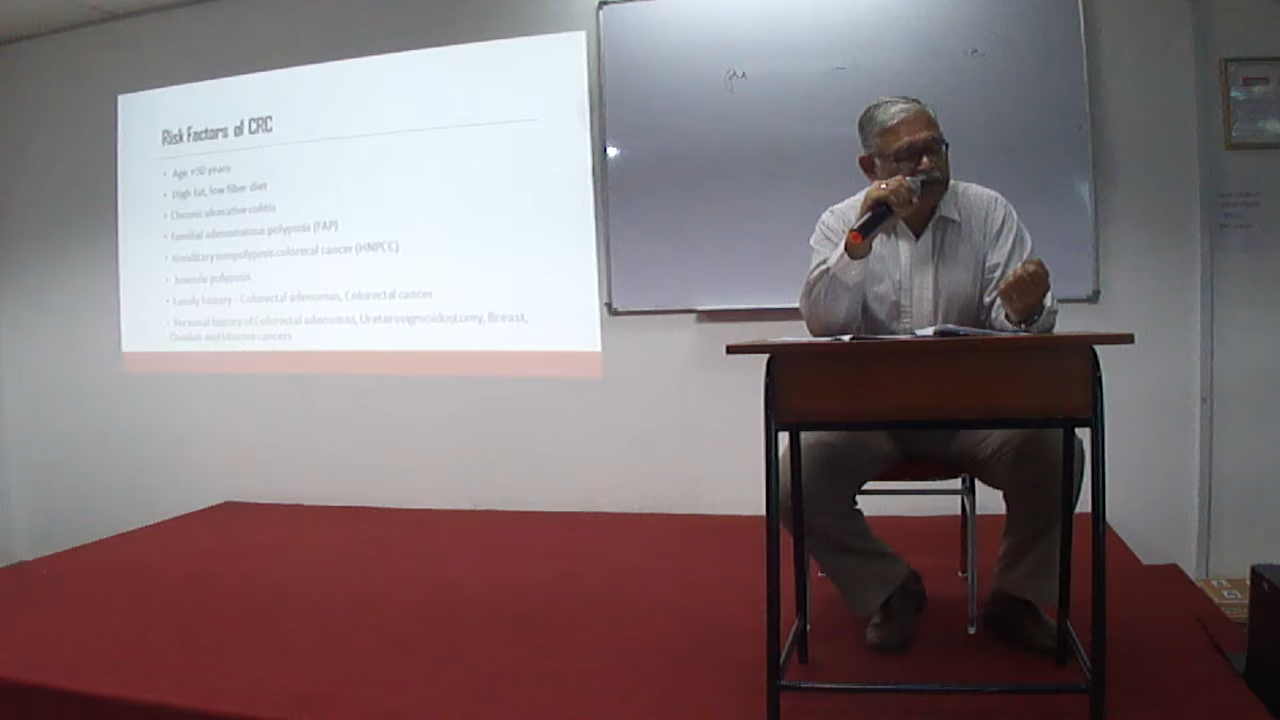 Risk Factors of CRC
• Age >50 years
• High fat, low fiber diet
• Chronic ulcerative colitis
• Familial adenomatous polyposis (FAP)
• Hereditary nonpolyposis colorecal cancer (HNPCC)
• Juvenile polyposis
• Family history - Colorectal adenomas, Colorectal cancer
• Personal history of Colorectal adenomas, Ureterosigmoidostomy, Breast,
Ovarian and Uterine cancers